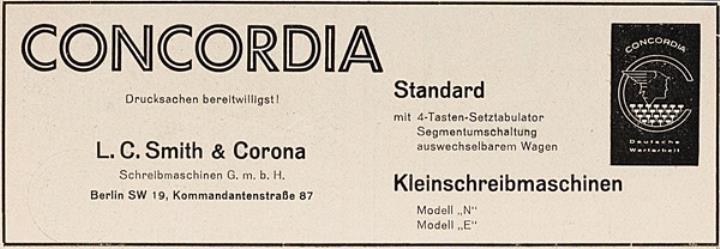 CONCORDIA
Drucksachen bereitwilligst!
L. C. Smith & Corona
Schreibmaschinen G. m. b. H.
Berlin SW 19, Kommandantenstraße 87
Standard
mit 4-Tasten-Setztabulator
Segmentumschaltung
auswechselbarem Wagen
Kleinschreibmaschinen
Modell „N“
Modell „E“
CONCORDIA
Deutsche
Wertarbeit